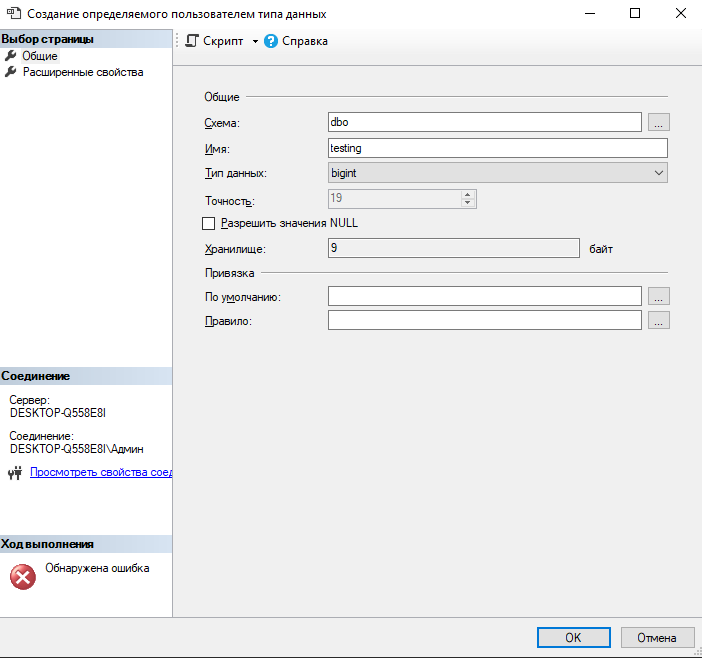 Создание определяемого пользователем типа данных
Выбор страницы
Общие
Расширенные свойства
Скрипт
Справка
Общие
Схема:
dbo
...
Имя:
testing
Тип данных:
bigint
Точность:
19
Разрешить значения NULL
Хранилище:
9
байт
Привязка
По умолчанию:
...
Правило:
...
Соединение
Сервер:
DESKTOP-Q558E8I
Соединение:
DESKTOP-Q558E8I\Админ
Просмотреть свойства соед
Ход выполнения
Обнаружена ошибка
OK
Отмена